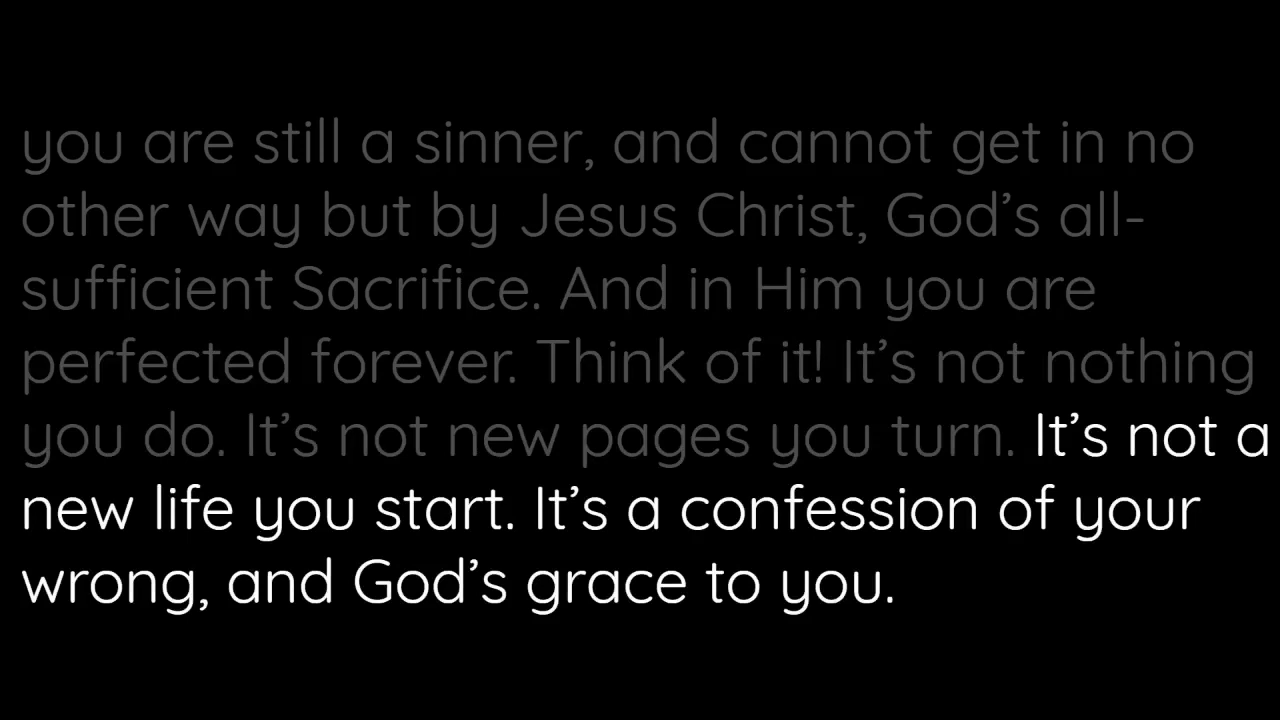 you are still a sinner, and cannot get in no
other way but by Jesus Christ, God’s all-
sufficient Sacrifice. And in Him you are
perfected forever. Think of it! It’s not nothing
you do. It’s not new pages you turn. It’s not a
new life you start. It’s a confession of your
wrong, and God’s grace to you.